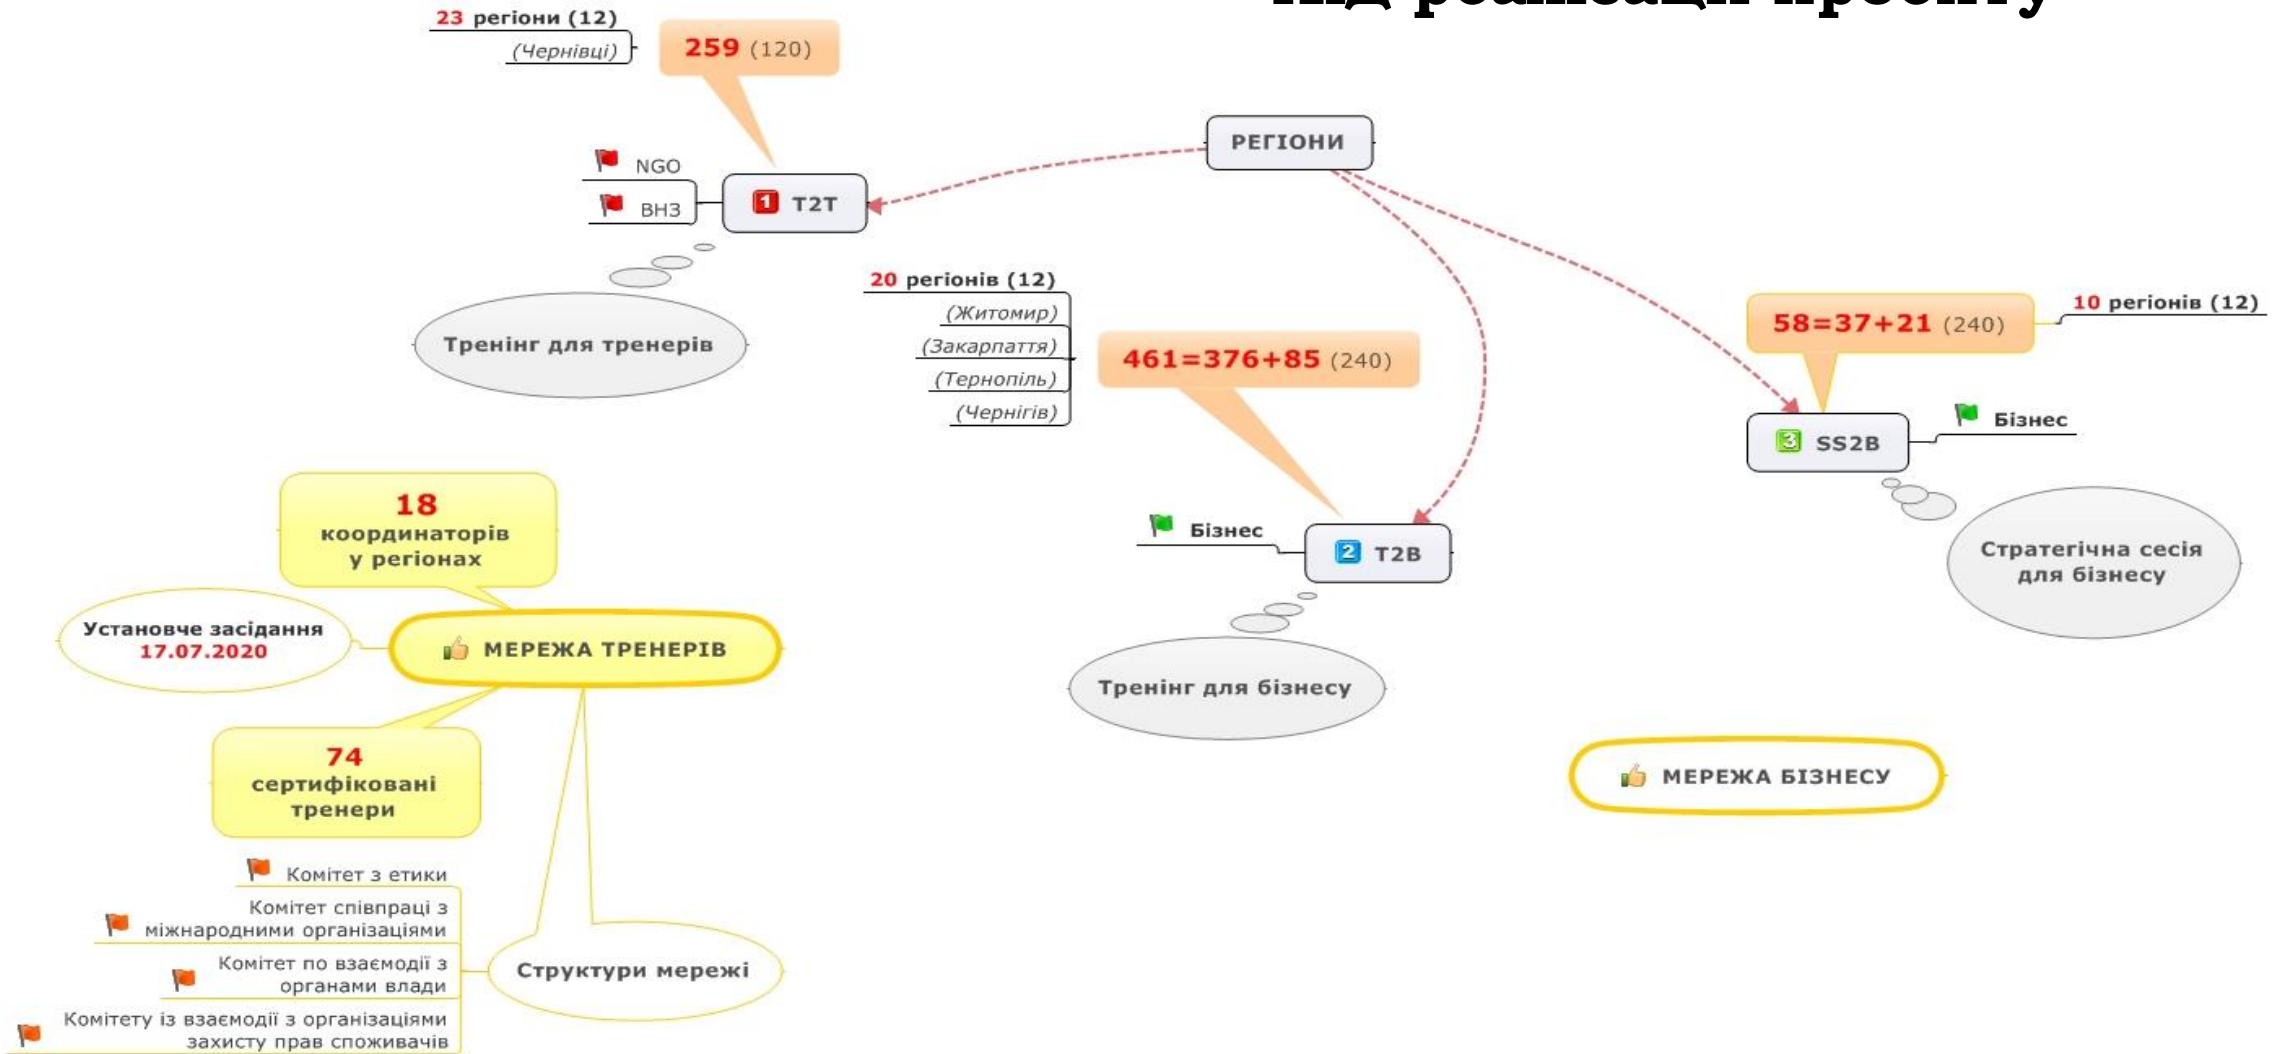 Хід реалізації проєкту
23 регіони (12)
(Чернівці)
259 (120)
РЕГІОНИ
NGO
ВНЗ
1 T2T
Тренінг для тренерів
20 регіонів (12)
(Житомир)
(Закарпаття)
(Тернопіль)
(Чернігів)
461=376+85 (240)
Бізнес
2 T2B
Тренінг для бізнесу
58=37+21 (240)
10 регіонів (12)
Бізнес
3 SS2B
Стратегічна сесія
для бізнесу
18
координаторів
у регіонах
Установче засідання
17.07.2020
МЕРЕЖА ТРЕНЕРІВ
74
сертифіковані
тренери
Комітет з етики
Комітет співпраці з
міжнародними організаціями
Комітет по взаємодії з
органами влади
Комітету із взаємодії з організаціями
захисту прав споживачів
Структури мережі
МЕРЕЖА БІЗНЕСУ